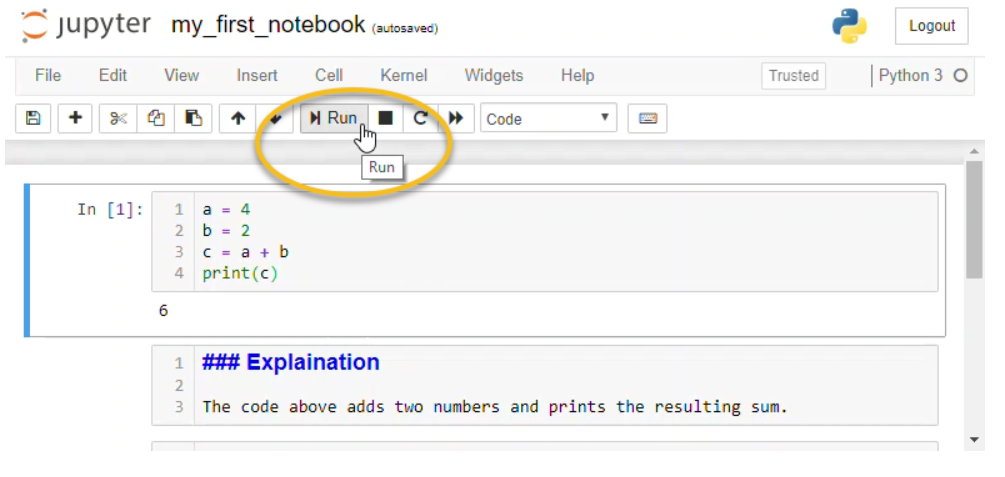 jupyter my_first_notebook (autosaved) Logout
File Edit View Insert Cell Kernel Widgets Help Trusted Python 3
Run Code
Run
In [1]: 1 a = 4
2 b = 2
3 c = a + b
4 print(c)
6
1 ### Explaination
2
3 The code above adds two numbers and prints the resulting sum.